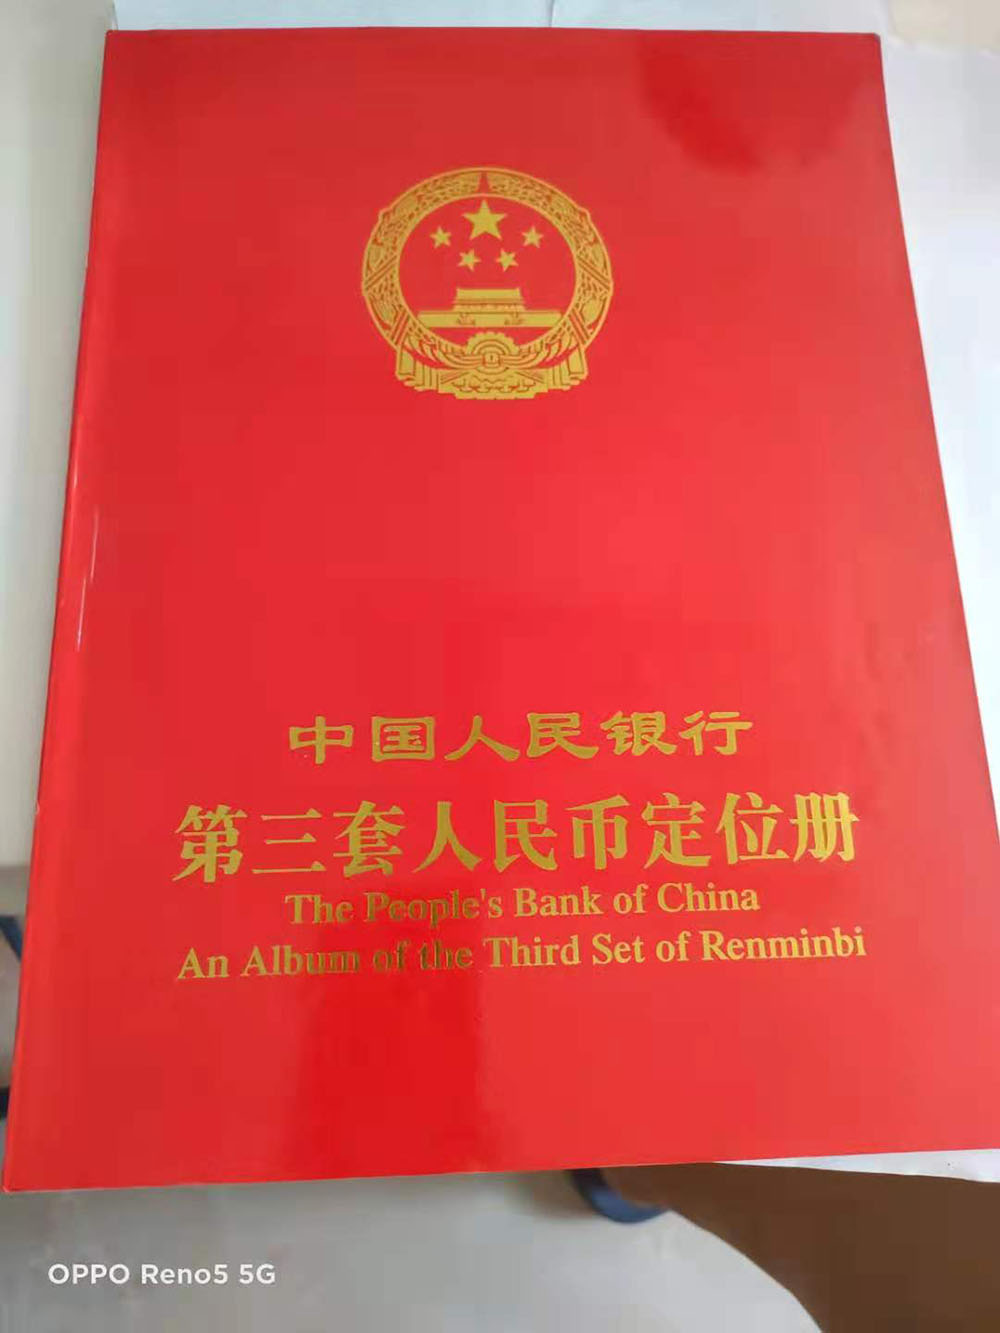 中国人民银行
第三套人民币定位册
The People's Bank of China
An Album of the Third Set of Renminbi
OPPO Reno5 5G